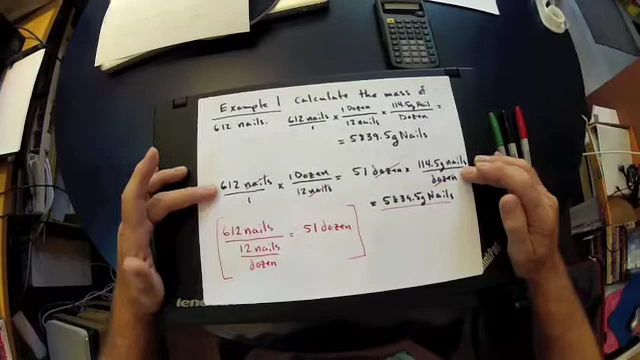 Example 1 Calculate the mass of
612 nails. 612 nails/1 × 1 Dozen/12 nails × 114.5g Nail/Dozen =
= 5839.5g Nails
612 nails/1 × 1 Dozen/12 nails = 51 dozen × 114.5g nails/dozen
= 5839.5g Nails
[612 nails/12 nails/dozen = 51 dozen]
lenovo
ThinkPad